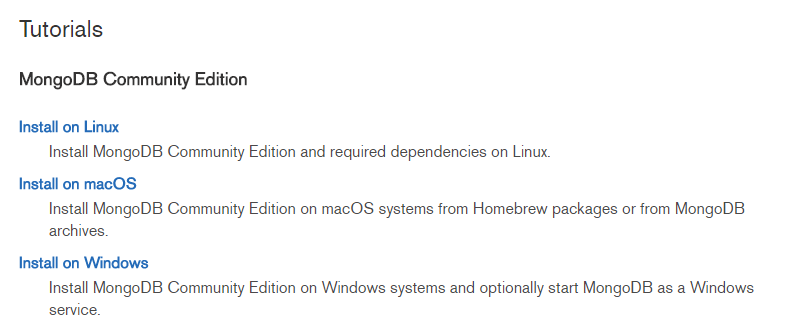 Tutorials
MongoDB Community Edition
Install on Linux
Install MongoDB Community Edition and required dependencies on Linux.
Install on macOS
Install MongoDB Community Edition on macOS systems from Homebrew packages or from MongoDB
archives.
Install on Windows
Install MongoDB Community Edition on Windows systems and optionally start MongoDB as a Windows
service.